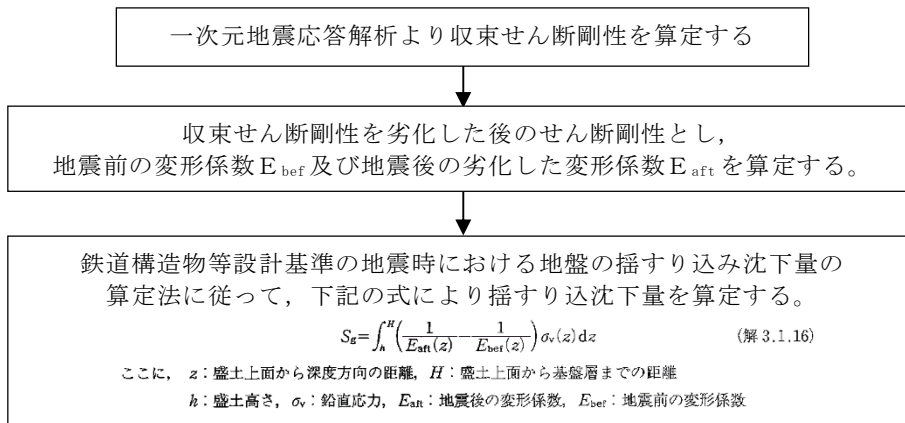 一次元地震応答解析より収束せん断剛性を算定する
収束せん断剛性を劣化した後のせん断剛性とし，
地震前の変形係数Ｅbef及び地震後の劣化した変形係数Ｅaftを算定する。
鉄道構造物等設計基準の地震時における地盤の揺すり込み沈下量の
算定法に従って，下記の式により揺すり込沈下量を算定する。
Sg=∫hH(1/Eaft(z)−1/Ebef(z))σv(z)dz （解 3.1.16）
ここに，z：盛土上面から深度方向の距離，H：盛土上面から基盤層までの距離
h：盛土高さ，σv：鉛直応力，Eaft：地震後の変形係数，Ebef：地震前の変形係数